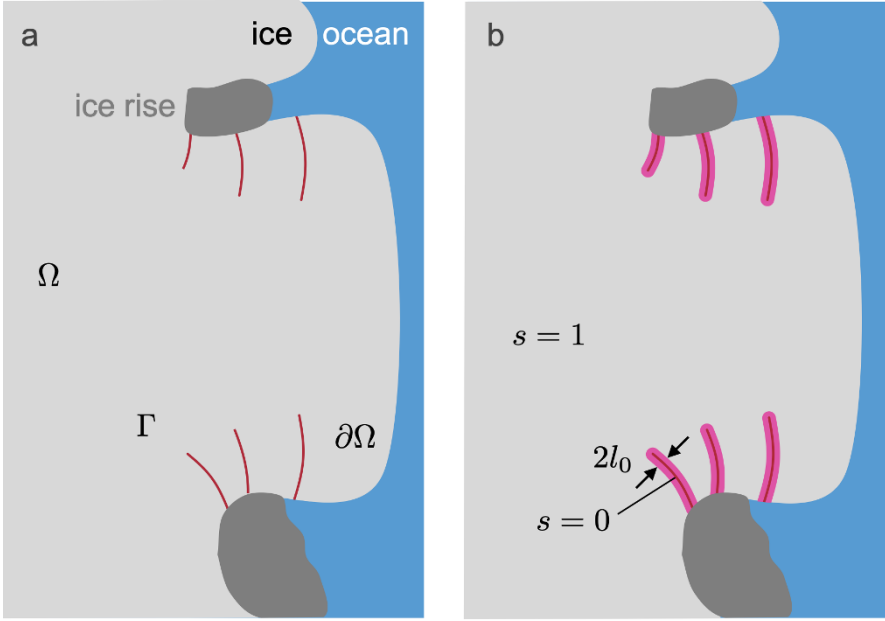 a
ice ocean
ice rise
Ω
Γ
∂Ω
b
s = 1
2l₀
s = 0